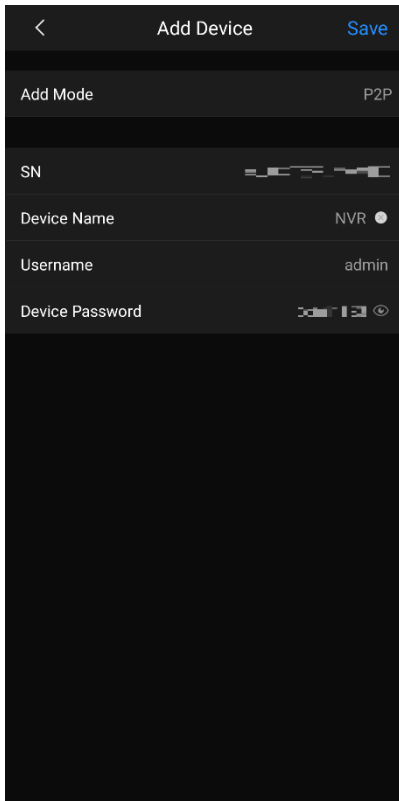 Add Device Save
Add Mode P2P
SN
Device Name NVR
Username admin
Device Password